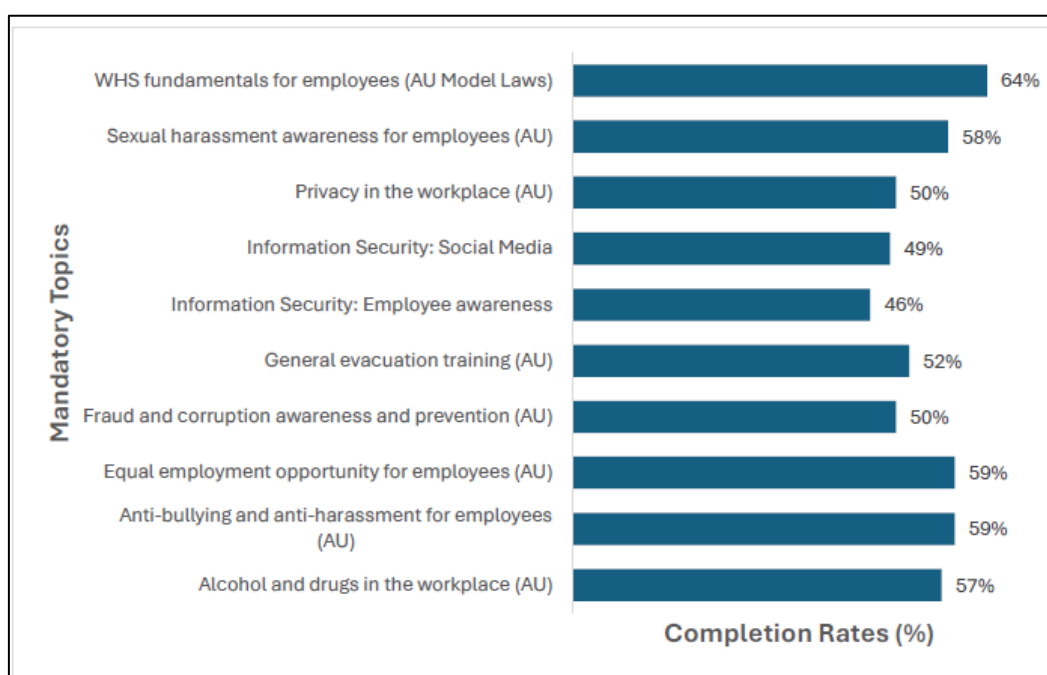 WHS fundamentals for employees (AU Model Laws)
64%
Sexual harassment awareness for employees (AU)
58%
Privacy in the workplace (AU)
50%
Information Security: Social Media
49%
Information Security: Employee awareness
46%
General evacuation training (AU)
52%
Fraud and corruption awareness and prevention (AU)
50%
Equal employment opportunity for employees (AU)
59%
Anti-bullying and anti-harassment for employees
(AU)
59%
Alcohol and drugs in the workplace (AU)
57%
Mandatory Topics
Completion Rates (%)